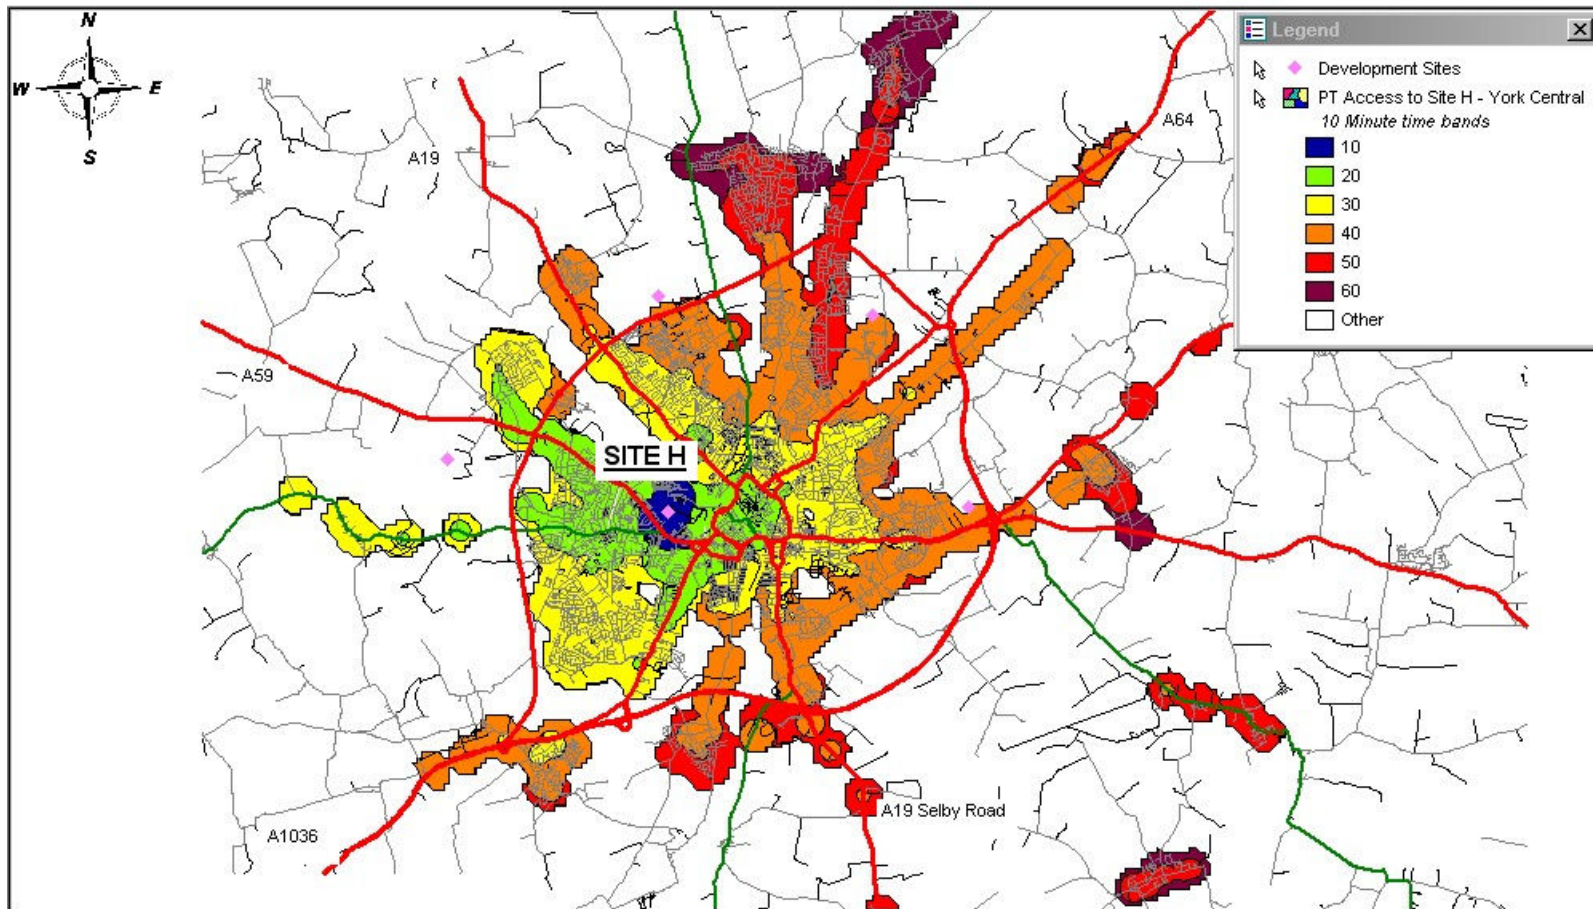 N
W E
S
Legend
Development Sites
PT Access to Site H - York Central
10 Minute time bands
10
20
30
40
50
60
Other
A64
A19
A59
SITE H
A19 Selby Road
A1036